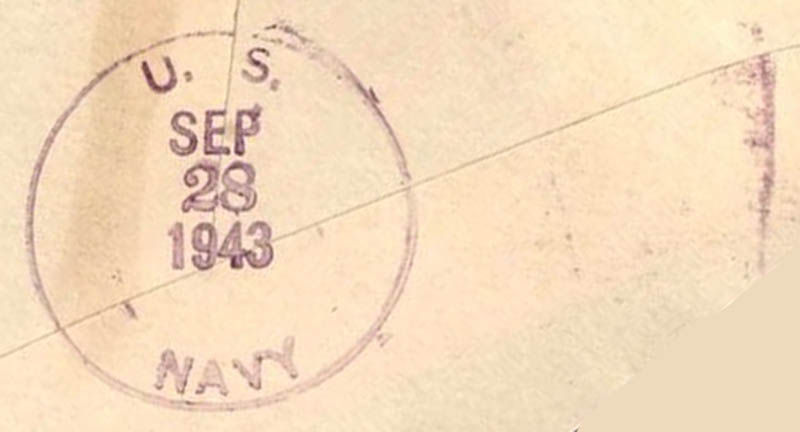 U. S.
SEP
28
1943
NAVY